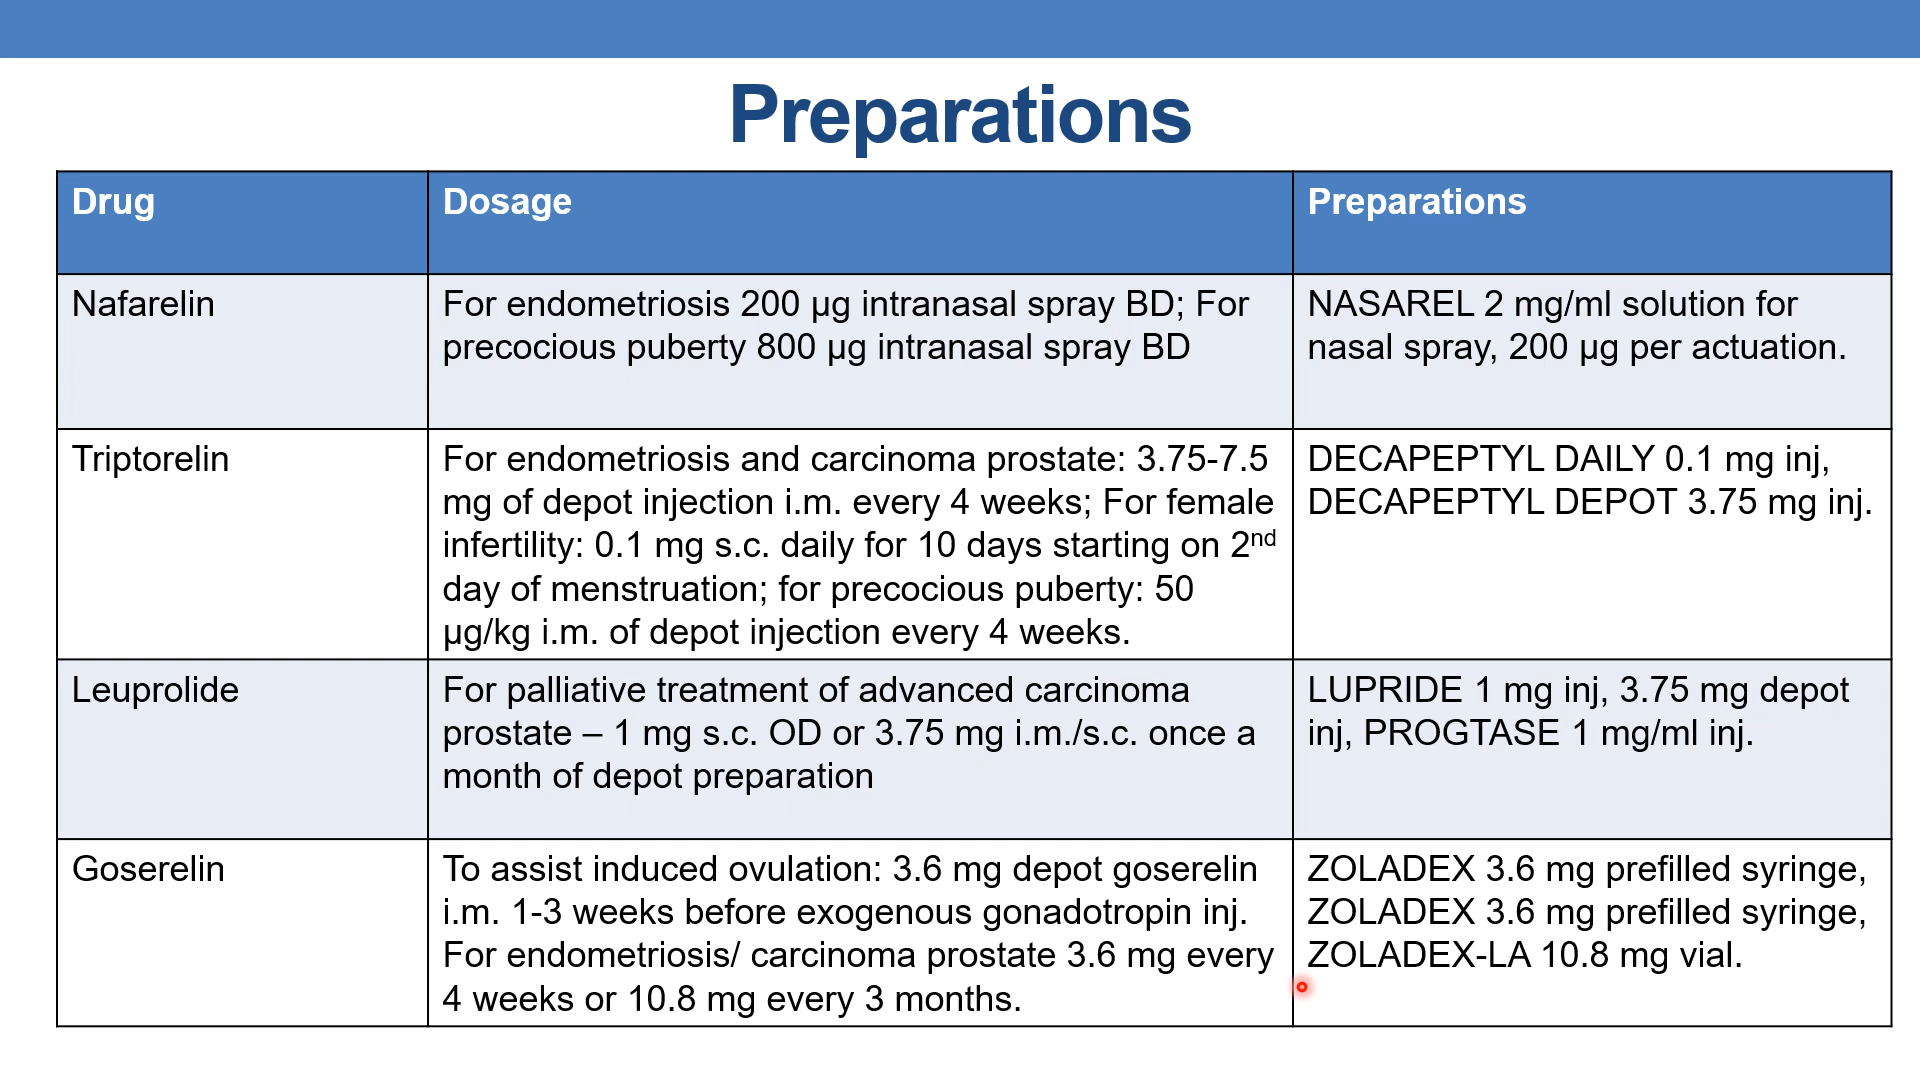 Preparations
Drug
Dosage
Preparations
Nafarelin
For endometriosis 200 µg intranasal spray BD; For
precocious puberty 800 µg intranasal spray BD
NASAREL 2 mg/ml solution for
nasal spray, 200 µg per actuation.
Triptorelin
For endometriosis and carcinoma prostate: 3.75-7.5
mg of depot injection i.m. every 4 weeks; For female
infertility: 0.1 mg s.c. daily for 10 days starting on 2nd
day of menstruation; for precocious puberty: 50
µg/kg i.m. of depot injection every 4 weeks.
DECAPEPTYL DAILY 0.1 mg inj,
DECAPEPTYL DEPOT 3.75 mg inj.
Leuprolide
For palliative treatment of advanced carcinoma
prostate – 1 mg s.c. OD or 3.75 mg i.m./s.c. once a
month of depot preparation
LUPRIDE 1 mg inj, 3.75 mg depot
inj, PROGTASE 1 mg/ml inj.
Goserelin
To assist induced ovulation: 3.6 mg depot goserelin
i.m. 1-3 weeks before exogenous gonadotropin inj.
For endometriosis/ carcinoma prostate 3.6 mg every
4 weeks or 10.8 mg every 3 months.
ZOLADEX 3.6 mg prefilled syringe,
ZOLADEX 3.6 mg prefilled syringe,
ZOLADEX-LA 10.8 mg vial.